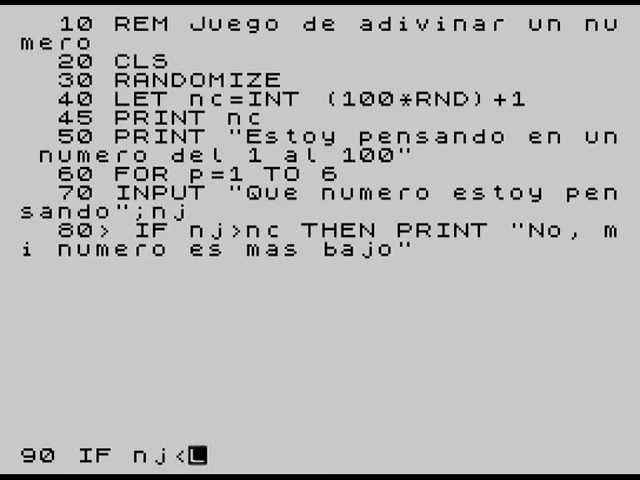 10 REM Juego de adivinar un nu
mero
20 CLS
30 RANDOMIZE
40 LET nc=INT (100*RND)+1
45 PRINT nc
50 PRINT "Estoy pensando en un
numero del 1 al 100"
60 FOR p=1 TO 6
70 INPUT "Que numero estoy pen
sando";nj
80> IF nj>nc THEN PRINT "No, m
i numero es mas bajo"
90 IF nj<L